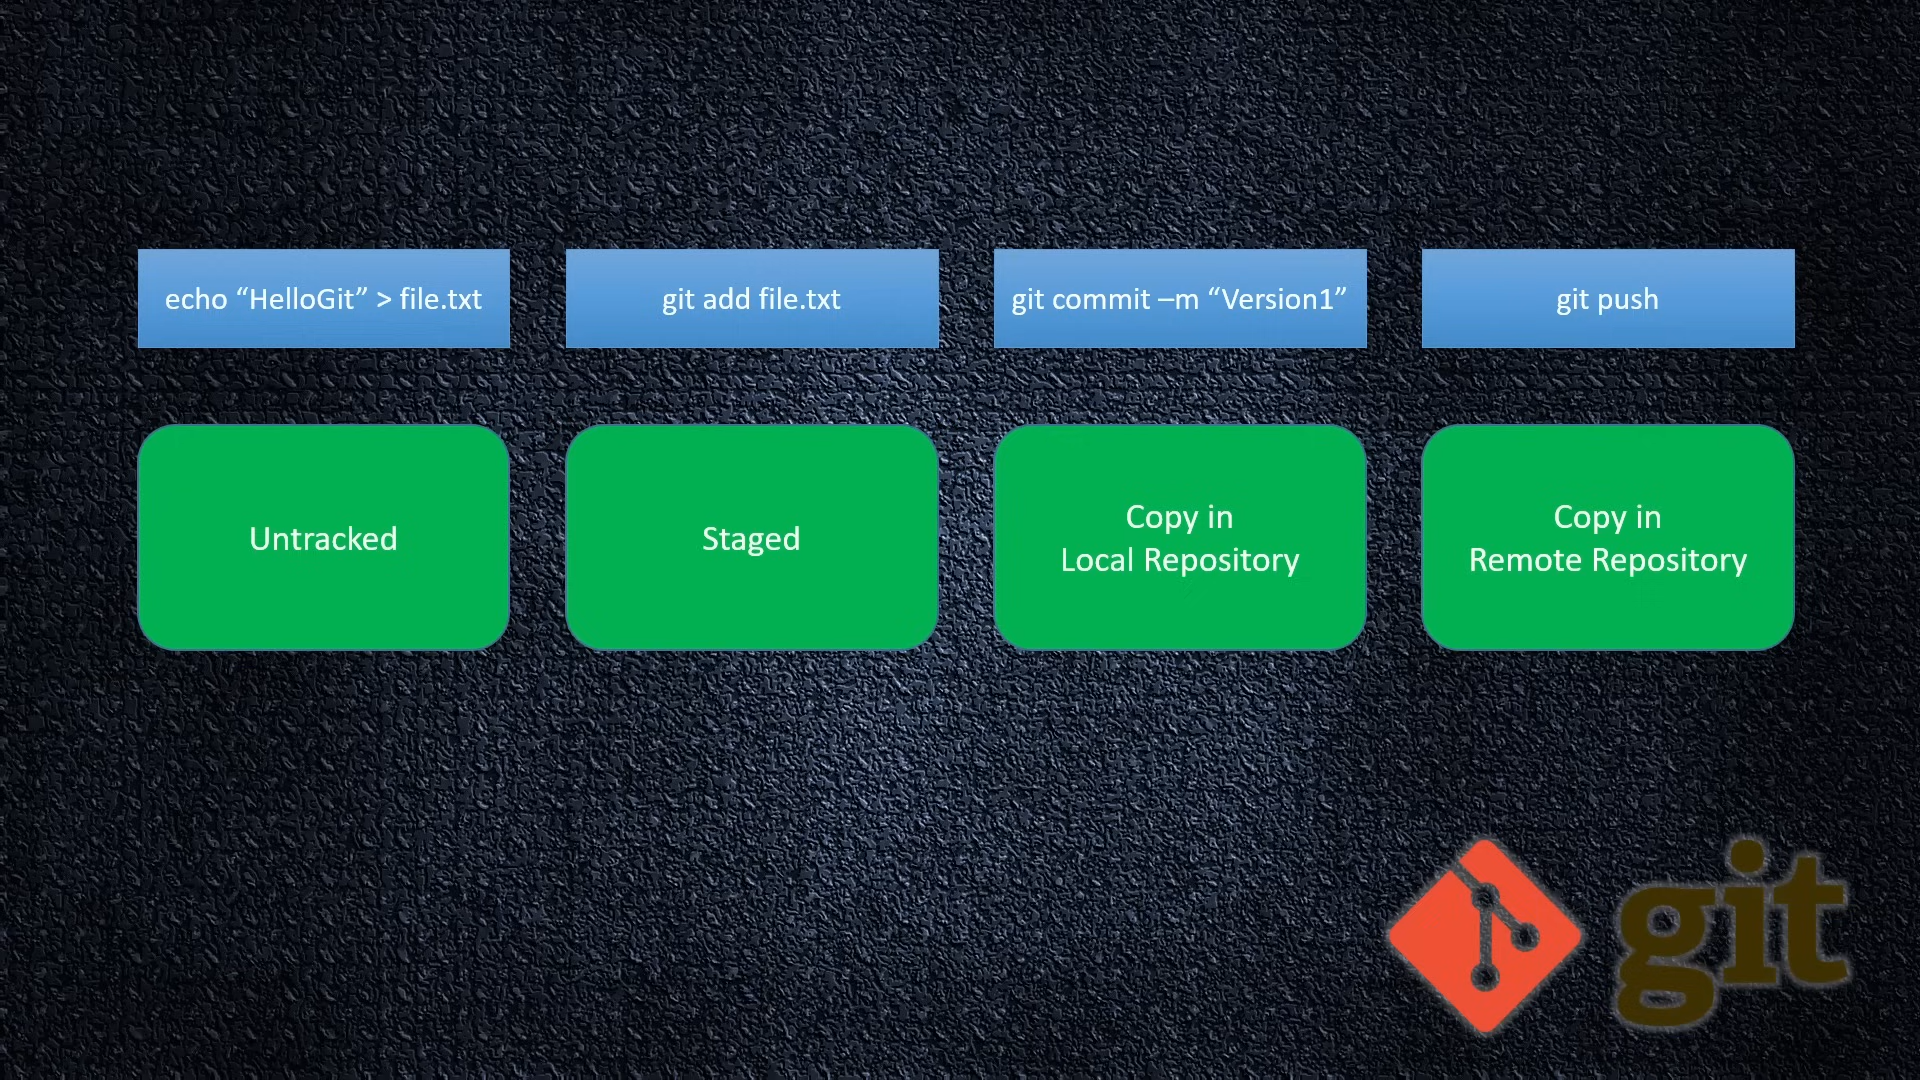 echo “HelloGit” > file.txt
git add file.txt
git commit –m “Version1”
git push
Untracked
Staged
Copy in
Local Repository
Copy in
Remote Repository
git